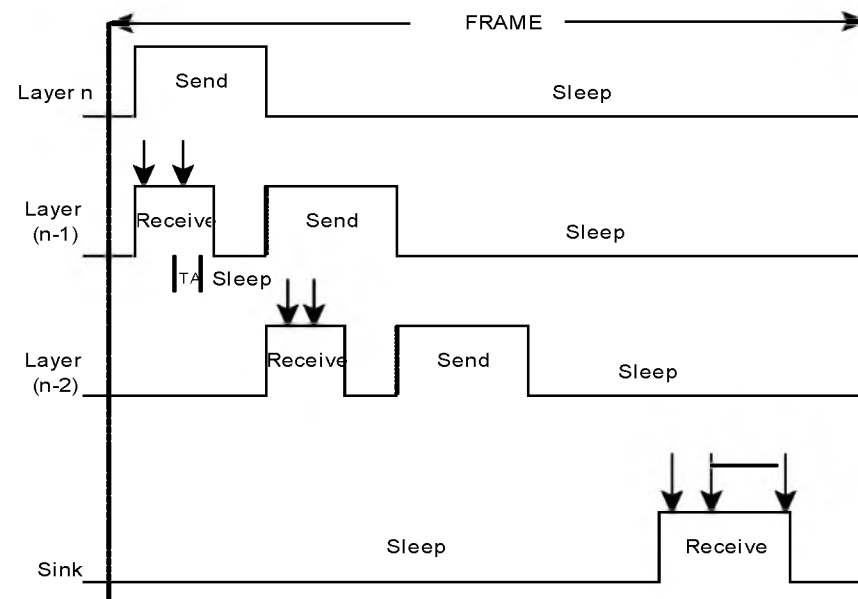 FRAME
Send
Layer n
Sleep
Receive
Send
Layer
(n-1)
Sleep
TA
Sleep
Receive
Send
Layer
(n-2)
Sleep
Sleep
Receive
Sink